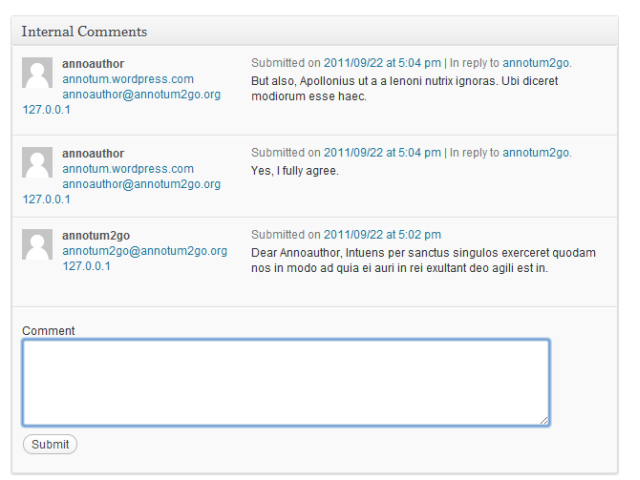 Internal Comments
annoauthor
annotum.wordpress.com
annoauthor@annotum2go.org
127.0.0.1
Submitted on 2011/09/22 at 5:04 pm | In reply to annotum2go.
But also, Apollonius ut a a lenoni nutrix ignoras. Ubi diceret
modiorum esse haec.
annoauthor
annotum.wordpress.com
annoauthor@annotum2go.org
127.0.0.1
Submitted on 2011/09/22 at 5:04 pm | In reply to annotum2go.
Yes, I fully agree.
annotum2go
annotum2go@annotum2go.org
127.0.0.1
Submitted on 2011/09/22 at 5:02 pm
Dear Annoauthor, Intuens per sanctus singulos exerceret quodam
nos in modo ad quia ei auri in rei exultant deo agili est in.
Comment
Submit